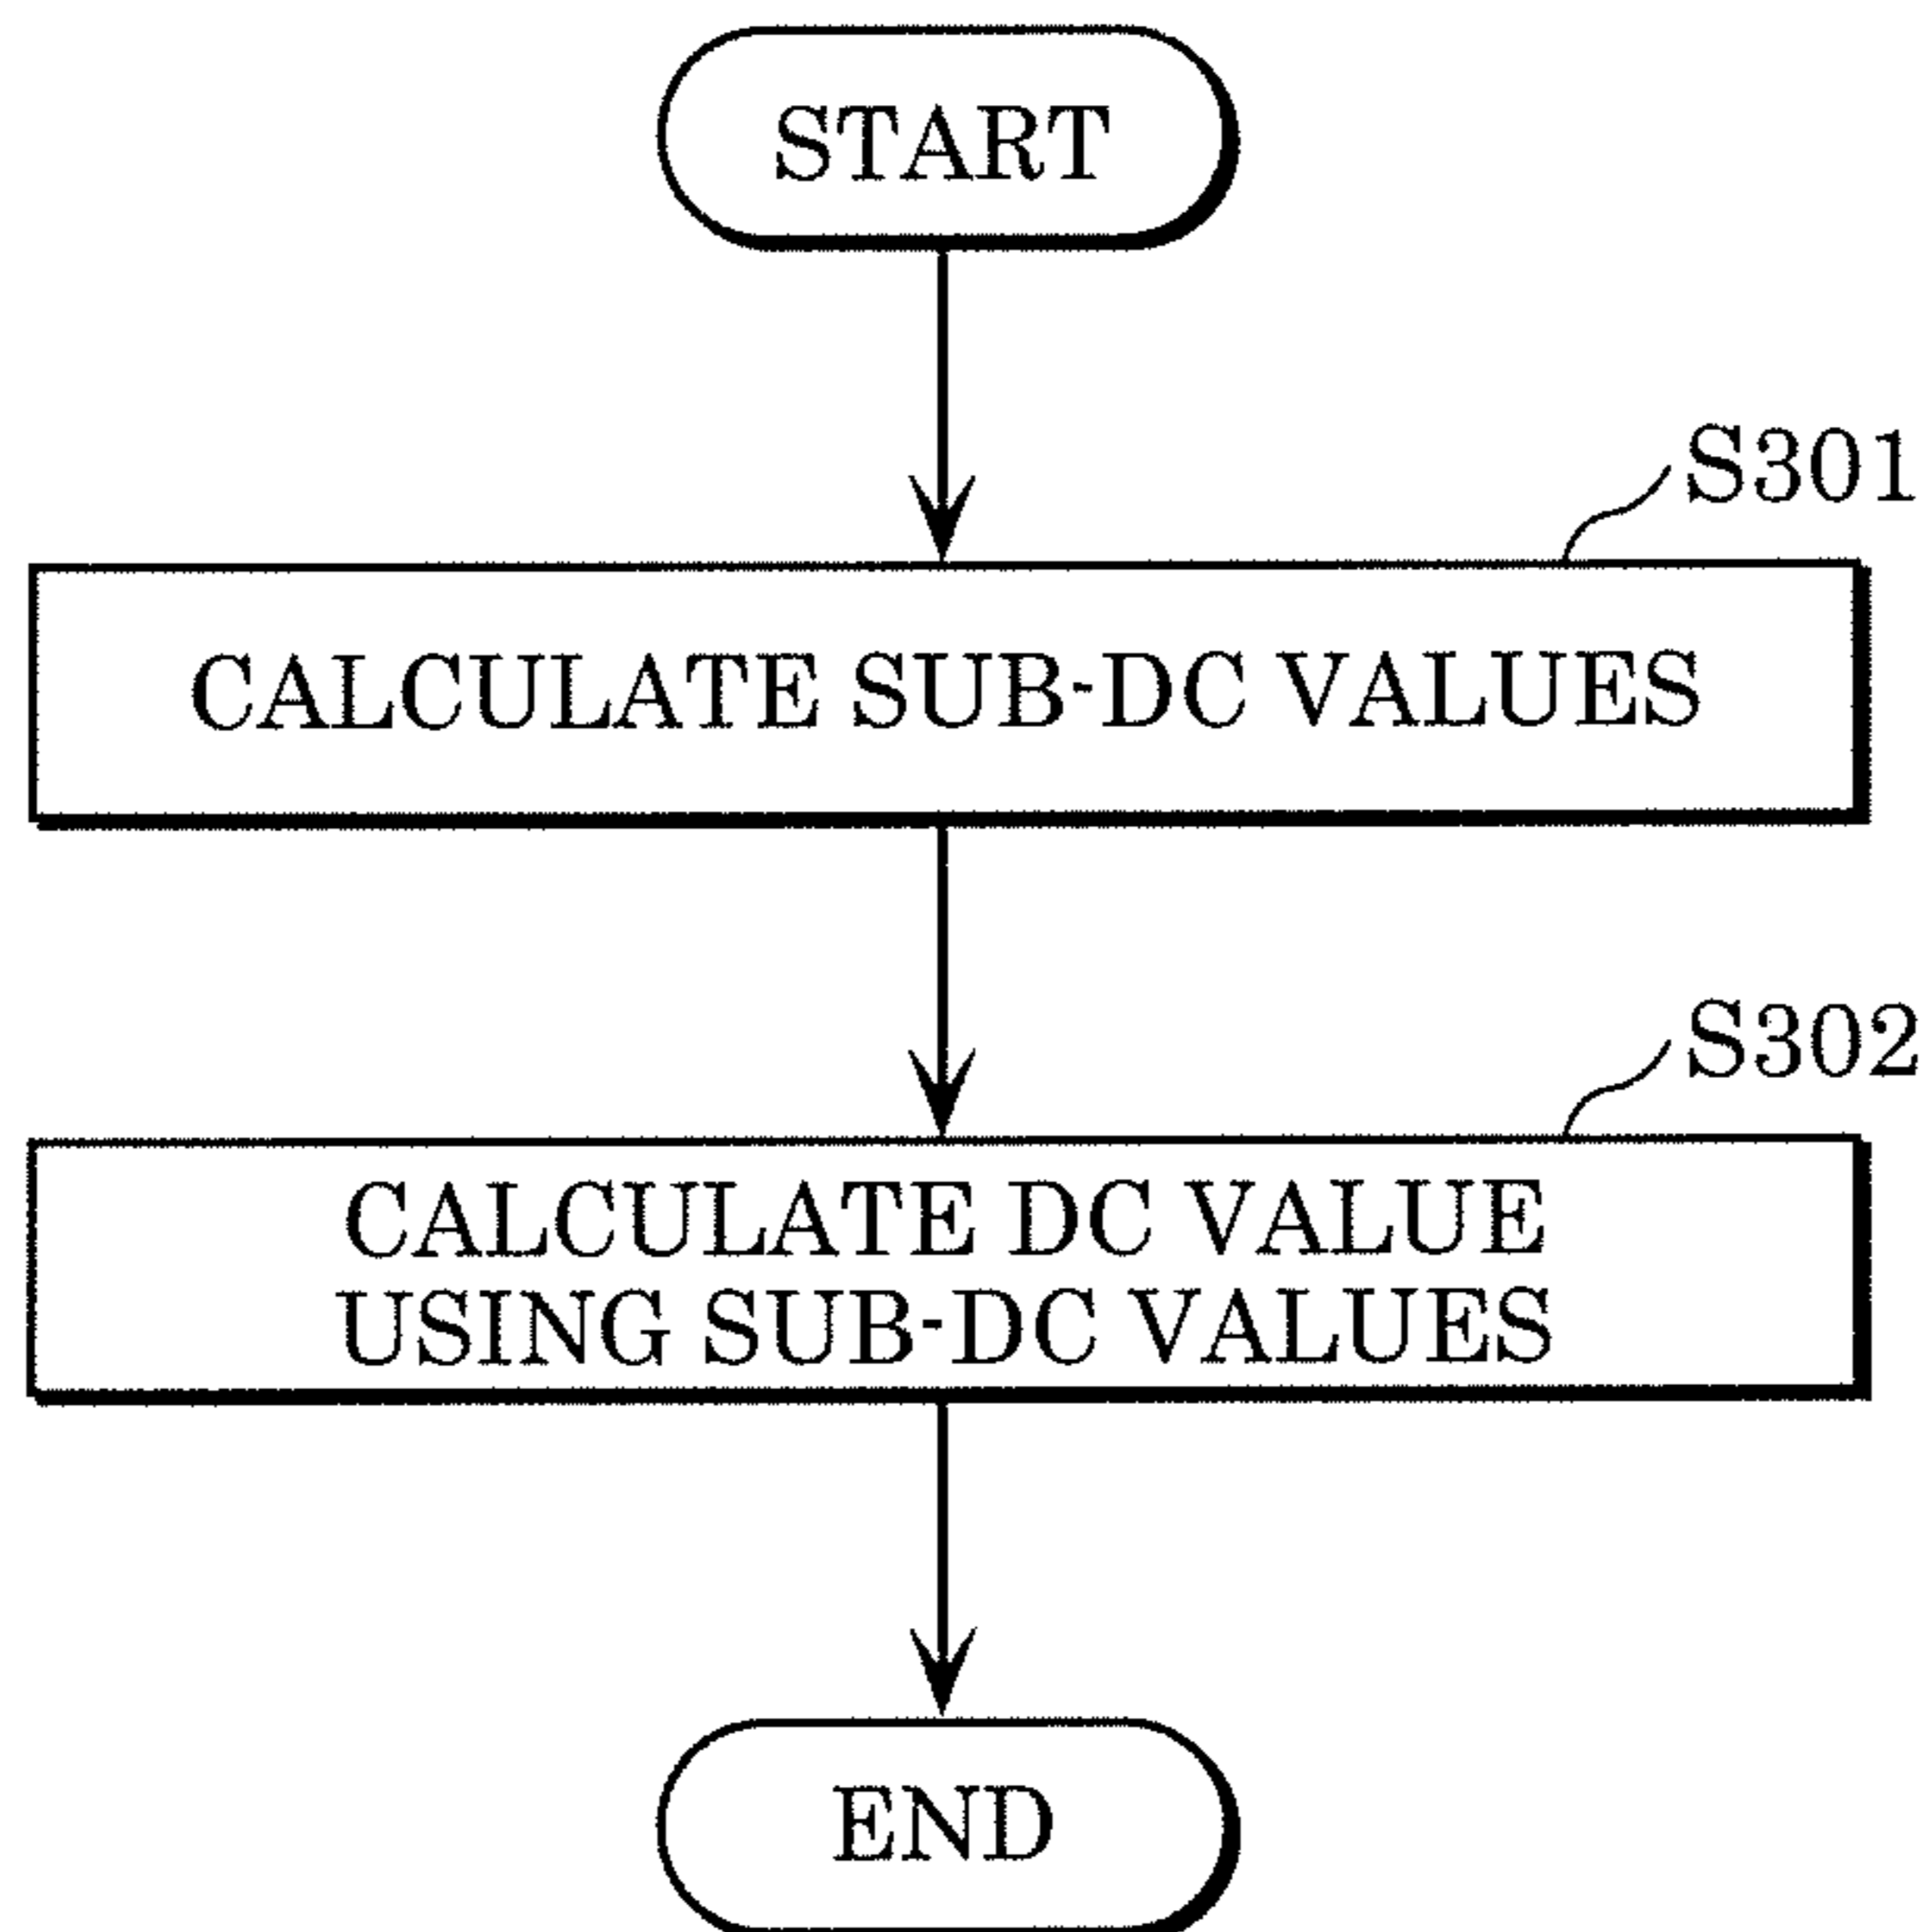 START
S301
CALCULATE SUB-DC VALUES
S302
CALCULATE DC VALUE
USING SUB-DC VALUES
END